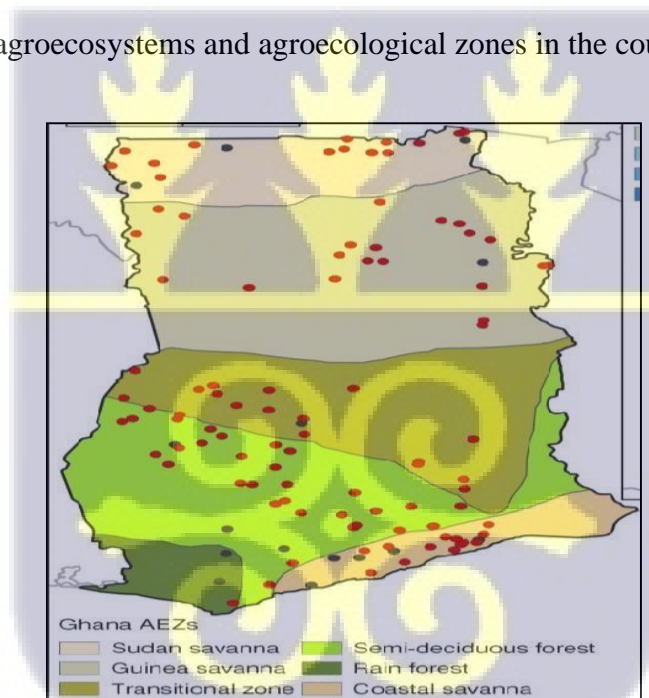 agroecosystems and agroecological zones in the cou
Ghana AEZs
Sudan savanna
Semi-deciduous forest
Guinea savanna
Rain forest
Transitional zone
Coastal savanna